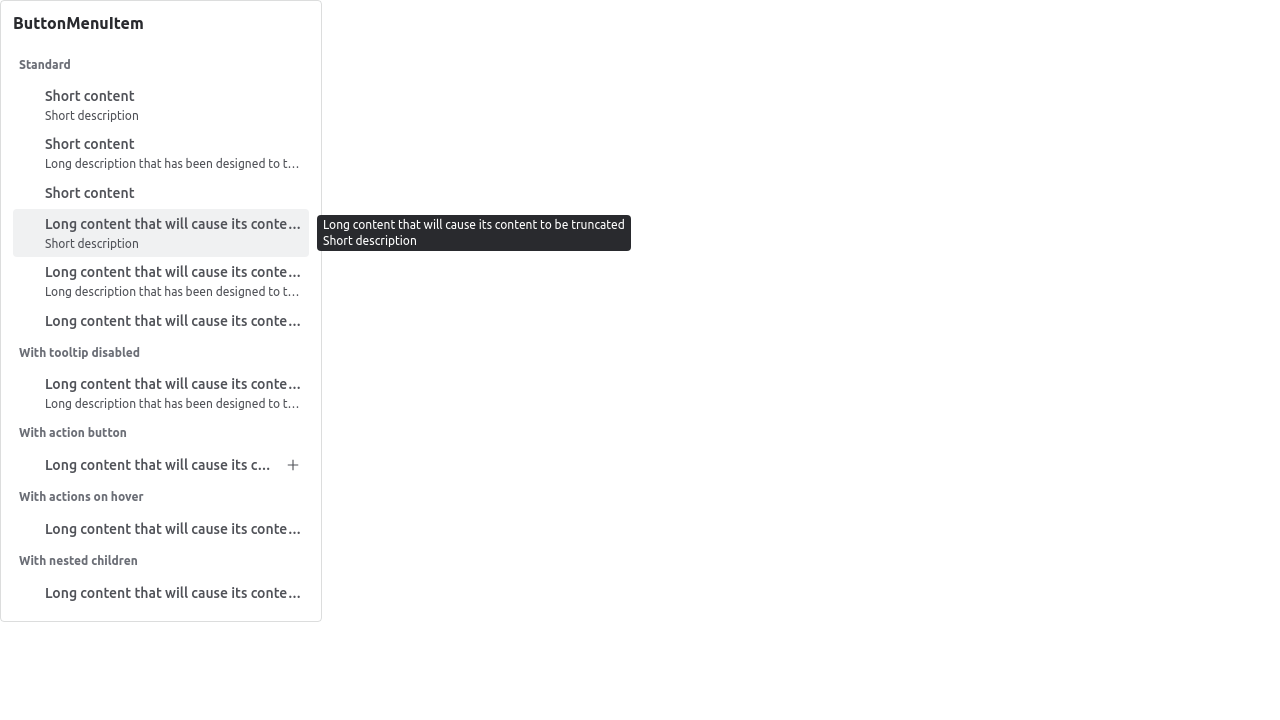 ButtonMenuItem
Standard
Short content
Short description
Short content
Long description that has been designed to t…
Short content
Long content that will cause its conte…
Short description
Long content that will cause its content to be truncated
Short description
Long content that will cause its conte…
Long description that has been designed to t…
Long content that will cause its conte…
With tooltip disabled
Long content that will cause its conte…
Long description that has been designed to t…
With action button
Long content that will cause its c…
With actions on hover
Long content that will cause its conte…
With nested children
Long content that will cause its conte…